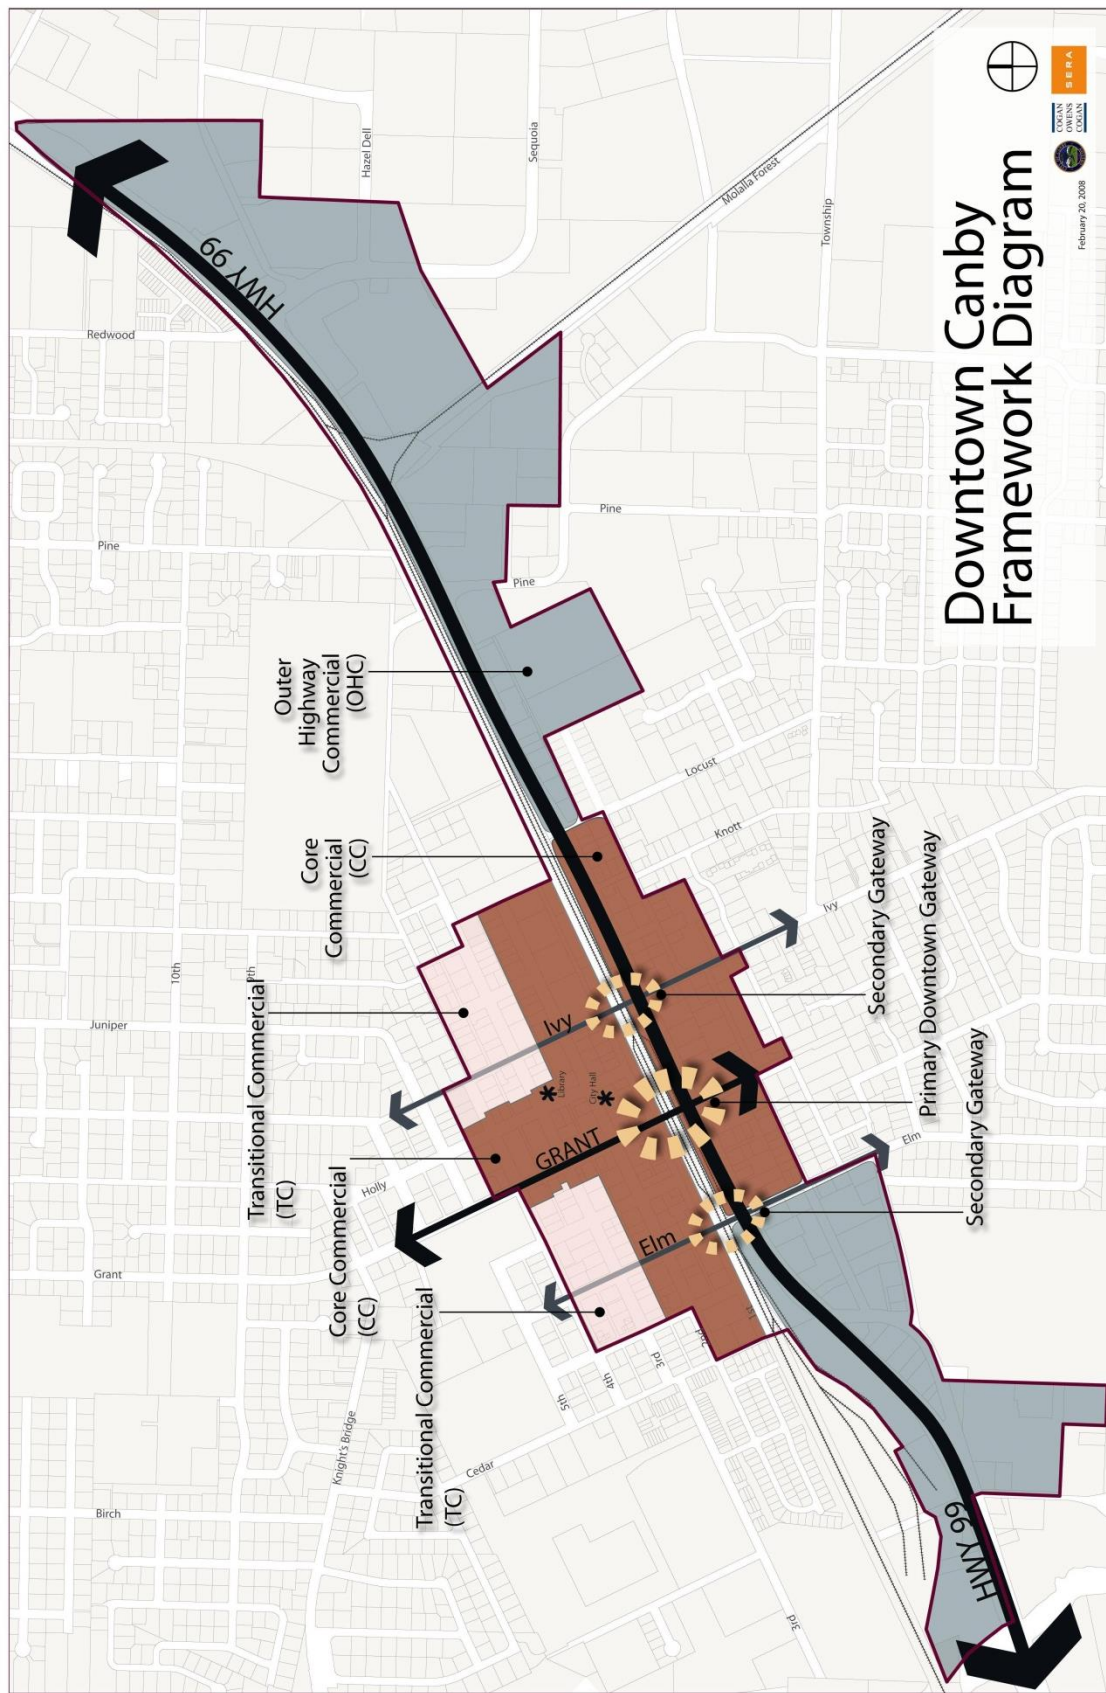 Downtown Canby
Framework Diagram
SERA
COGAN
OWENS
COGAN
February 20, 2008
HWY 99
Redwood
Hazel Dell
Sequoia
Molalla Forest
Township
Pine
Pine
Pine
Outer
Highway
Commercial
(OHC)
Core
Commercial
(CC)
Locust
Knott
Ivy
Secondary Gateway
Primary Downtown Gateway
Secondary Gateway
Elm
Transitional Commercial
(TC)
Core Commercial
(CC)
Transitional Commercial
(TC)
10th
9th
Juniper
Holly
Grant
Ivy
Library
City Hall
GRANT
Elm
1st
2nd
3rd
4th
5th
Cedar
Knight's Bridge
Birch
3rd
HWY 99